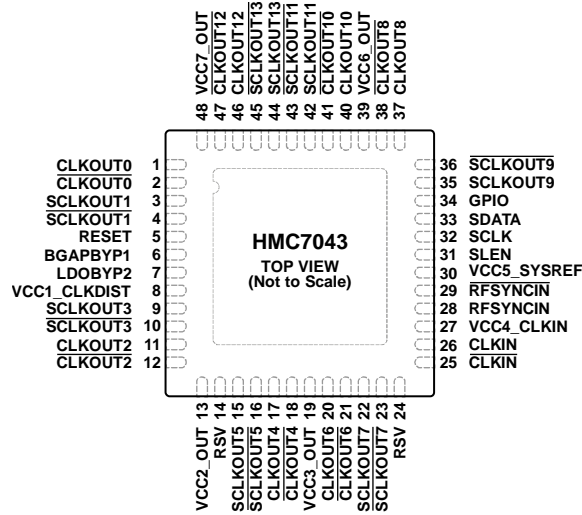 48 VCC7_OUT
47 CLKOUT12
46 CLKOUT12
45 SCLKOUT13
44 SCLKOUT13
43 SCLKOUT11
42 SCLKOUT11
41 CLKOUT10
40 CLKOUT10
39 VCC6_OUT
38 CLKOUT8
37 CLKOUT8
CLKOUT0 1
CLKOUT0 2
SCLKOUT1 3
SCLKOUT1 4
RESET 5
BGAPBYP1 6
LDOBYP2 7
VCC1_CLKDIST 8
SCLKOUT3 9
SCLKOUT3 10
CLKOUT2 11
CLKOUT2 12
HMC7043
TOP VIEW
(Not to Scale)
36 SCLKOUT9
35 SCLKOUT9
34 GPIO
33 SDATA
32 SCLK
31 SLEN
30 VCC5_SYSREF
29 RFSYNCIN
28 RFSYNCIN
27 VCC4_CLKIN
26 CLKIN
25 CLKIN
VCC2_OUT 13
RSV 14
SCLKOUT5 15
SCLKOUT5 16
CLKOUT4 17
CLKOUT4 18
VCC3_OUT 19
CLKOUT6 20
CLKOUT6 21
SCLKOUT7 22
SCLKOUT7 23
RSV 24